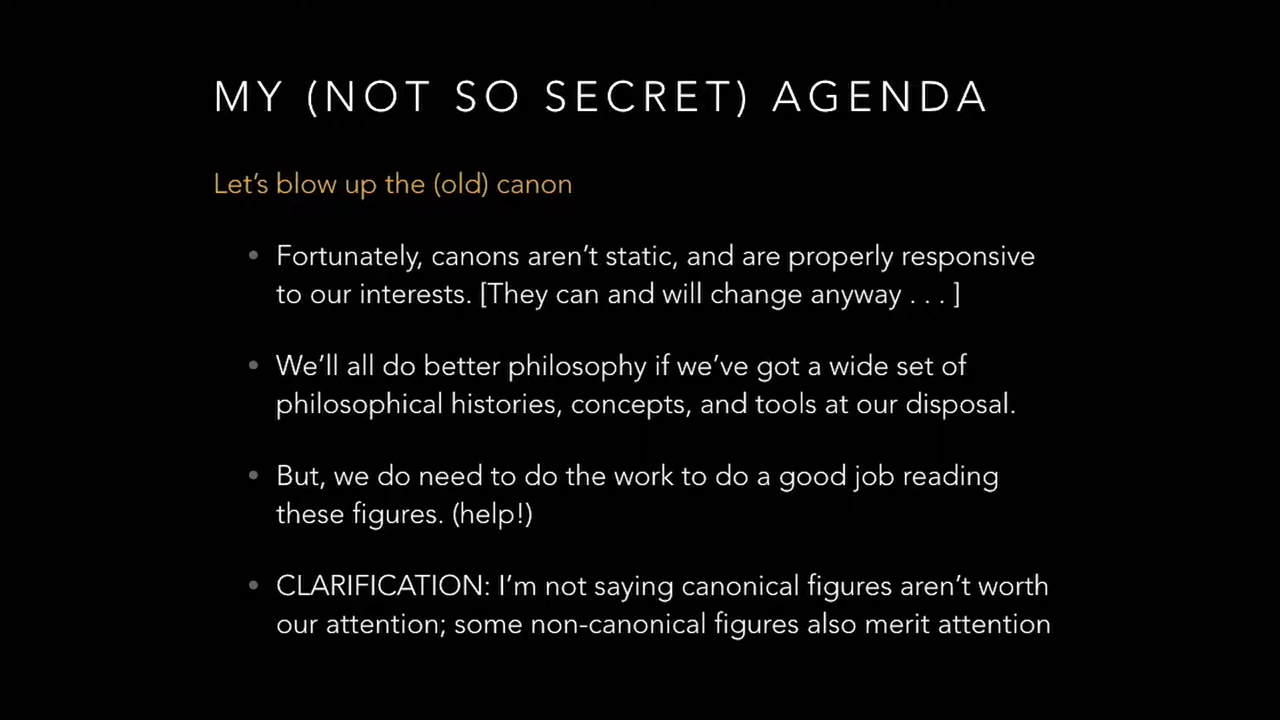 MY (NOT SO SECRET) AGENDA
Let's blow up the (old) canon
• Fortunately, canons aren't static, and are properly responsive
to our interests. [They can and will change anyway . . . ]
• We'll all do better philosophy if we've got a wide set of
philosophical histories, concepts, and tools at our disposal.
• But, we do need to do the work to do a good job reading
these figures. (help!)
• CLARIFICATION: I'm not saying canonical figures aren't worth
our attention; some non-canonical figures also merit attention